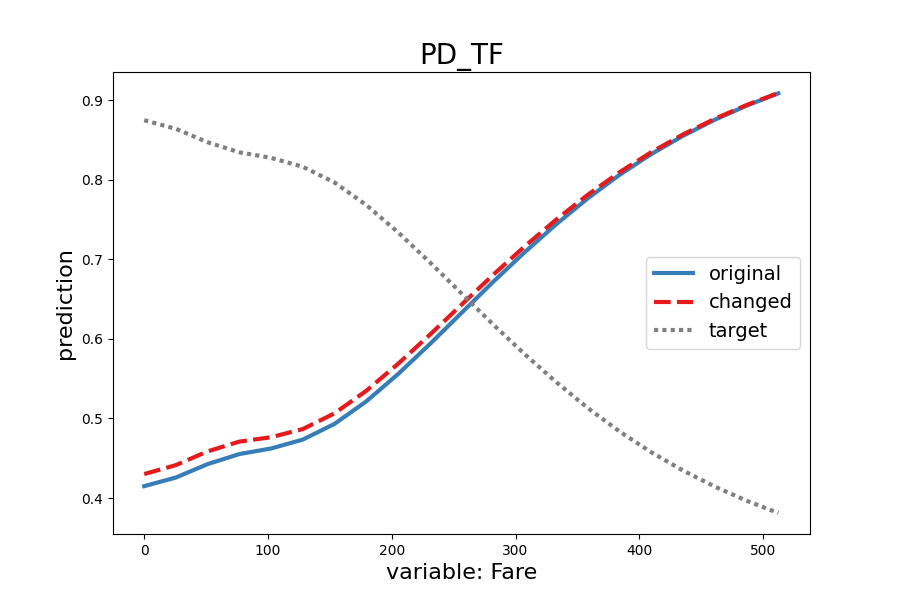 PD_TF
0.9
0.8
0.7
0.6
0.5
0.4
prediction
original
changed
target
0 100 200 300 400 500
variable: Fare